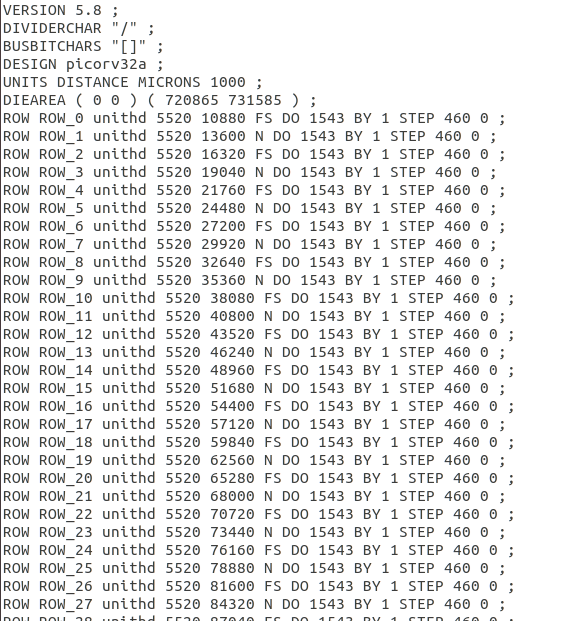 VERSION 5.8 ;
DIVIDERCHAR "/" ;
BUSBITCHARS "[]" ;
DESIGN picorv32a ;
UNITS DISTANCE MICRONS 1000 ;
DIEAREA ( 0 0 ) ( 720865 731585 ) ;
ROW ROW_0 unithd 5520 10880 FS DO 1543 BY 1 STEP 460 0 ;
ROW ROW_1 unithd 5520 13600 N DO 1543 BY 1 STEP 460 0 ;
ROW ROW_2 unithd 5520 16320 FS DO 1543 BY 1 STEP 460 0 ;
ROW ROW_3 unithd 5520 19040 N DO 1543 BY 1 STEP 460 0 ;
ROW ROW_4 unithd 5520 21760 FS DO 1543 BY 1 STEP 460 0 ;
ROW ROW_5 unithd 5520 24480 N DO 1543 BY 1 STEP 460 0 ;
ROW ROW_6 unithd 5520 27200 FS DO 1543 BY 1 STEP 460 0 ;
ROW ROW_7 unithd 5520 29920 N DO 1543 BY 1 STEP 460 0 ;
ROW ROW_8 unithd 5520 32640 FS DO 1543 BY 1 STEP 460 0 ;
ROW ROW_9 unithd 5520 35360 N DO 1543 BY 1 STEP 460 0 ;
ROW ROW_10 unithd 5520 38080 FS DO 1543 BY 1 STEP 460 0 ;
ROW ROW_11 unithd 5520 40800 N DO 1543 BY 1 STEP 460 0 ;
ROW ROW_12 unithd 5520 43520 FS DO 1543 BY 1 STEP 460 0 ;
ROW ROW_13 unithd 5520 46240 N DO 1543 BY 1 STEP 460 0 ;
ROW ROW_14 unithd 5520 48960 FS DO 1543 BY 1 STEP 460 0 ;
ROW ROW_15 unithd 5520 51680 N DO 1543 BY 1 STEP 460 0 ;
ROW ROW_16 unithd 5520 54400 FS DO 1543 BY 1 STEP 460 0 ;
ROW ROW_17 unithd 5520 57120 N DO 1543 BY 1 STEP 460 0 ;
ROW ROW_18 unithd 5520 59840 FS DO 1543 BY 1 STEP 460 0 ;
ROW ROW_19 unithd 5520 62560 N DO 1543 BY 1 STEP 460 0 ;
ROW ROW_20 unithd 5520 65280 FS DO 1543 BY 1 STEP 460 0 ;
ROW ROW_21 unithd 5520 68000 N DO 1543 BY 1 STEP 460 0 ;
ROW ROW_22 unithd 5520 70720 FS DO 1543 BY 1 STEP 460 0 ;
ROW ROW_23 unithd 5520 73440 N DO 1543 BY 1 STEP 460 0 ;
ROW ROW_24 unithd 5520 76160 FS DO 1543 BY 1 STEP 460 0 ;
ROW ROW_25 unithd 5520 78880 N DO 1543 BY 1 STEP 460 0 ;
ROW ROW_26 unithd 5520 81600 FS DO 1543 BY 1 STEP 460 0 ;
ROW ROW_27 unithd 5520 84320 N DO 1543 BY 1 STEP 460 0 ;